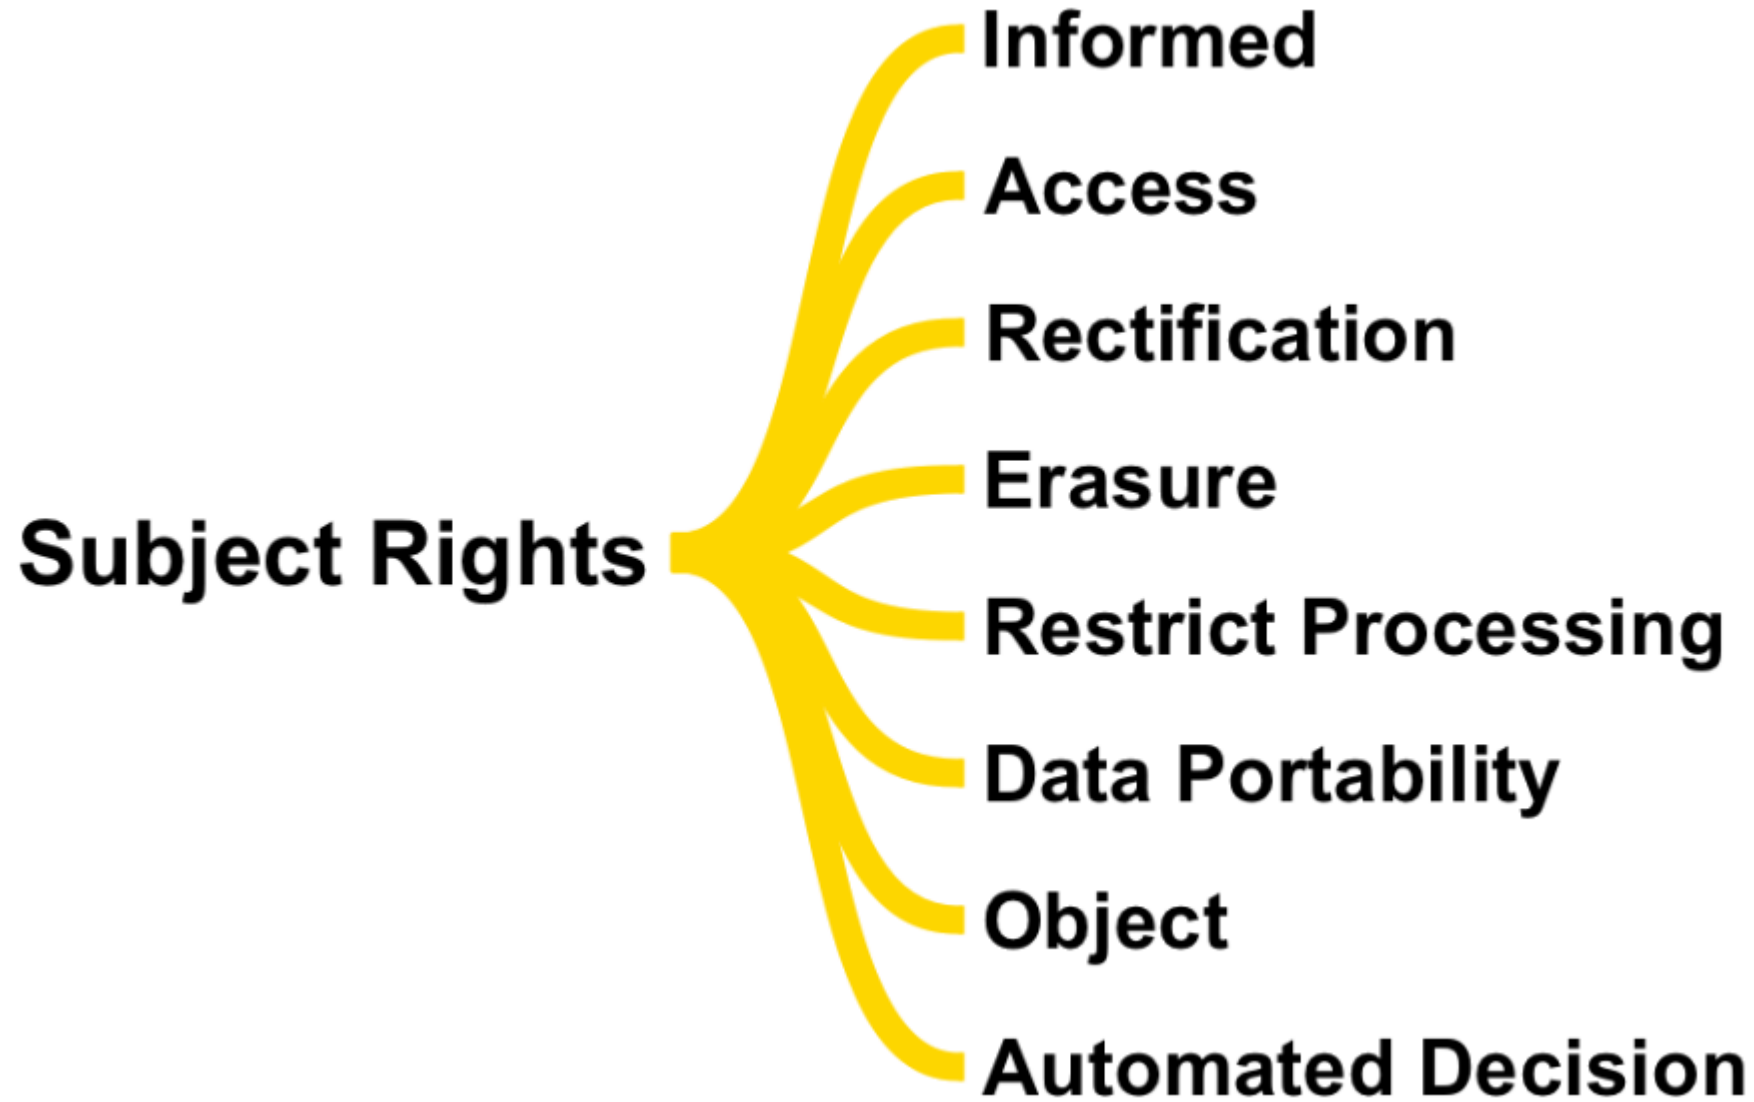 Informed
Access
Rectification
Erasure
Subject Rights
Restrict Processing
Data Portability
Object
Automated Decision